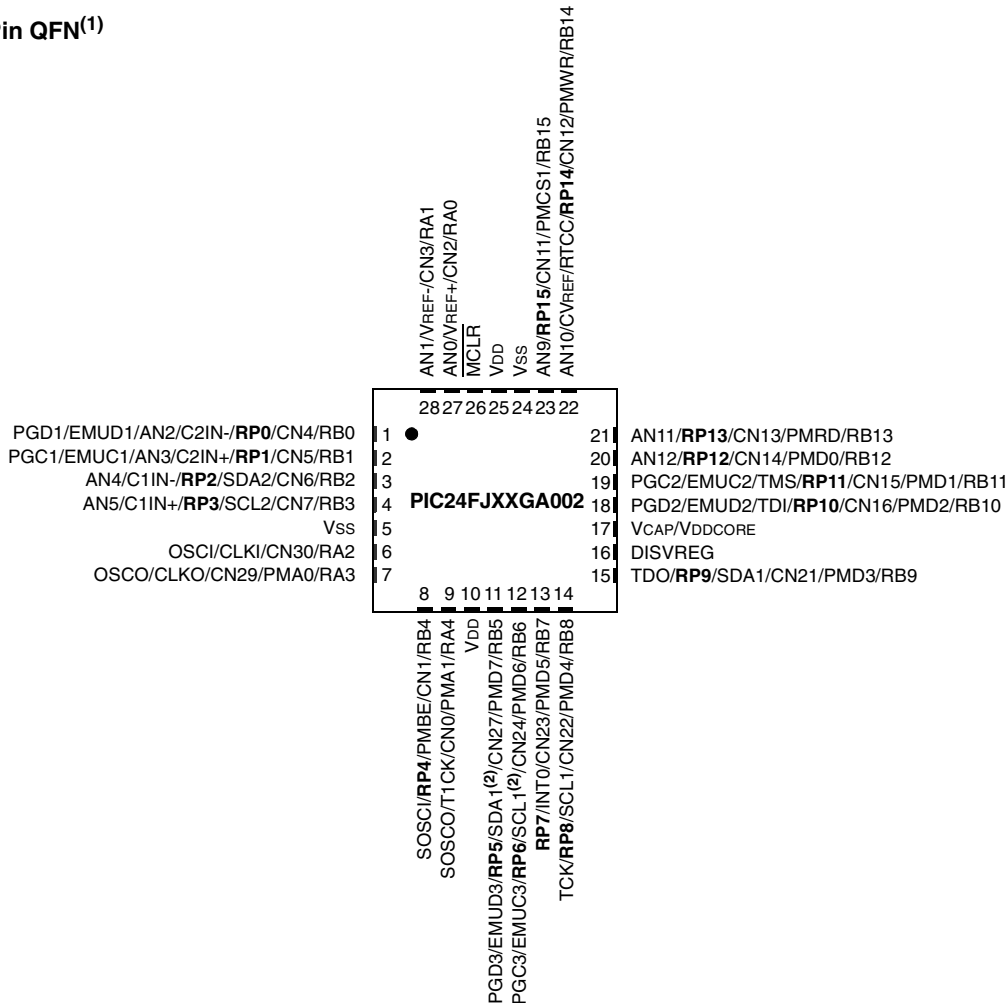 in QFN(1)
AN1/VREF-/CN3/RA1
AN0/VREF+/CN2/RA0
MCLR
VDD
VSS
AN9/RP15/CN11/PMCS1/RB15
AN10/CVREF/RTCC/RP14/CN12/PMWR/RB14
28 27 26 25 24 23 22
PGD1/EMUD1/AN2/C2IN-/RP0/CN4/RB0 1
PGC1/EMUC1/AN3/C2IN+/RP1/CN5/RB1 2
AN4/C1IN-/RP2/SDA2/CN6/RB2 3
AN5/C1IN+/RP3/SCL2/CN7/RB3 4
VSS 5
OSCI/CLKI/CN30/RA2 6
OSCO/CLKO/CN29/PMA0/RA3 7
PIC24FJXXGA002
21 AN11/RP13/CN13/PMRD/RB13
20 AN12/RP12/CN14/PMD0/RB12
19 PGC2/EMUC2/TMS/RP11/CN15/PMD1/RB11
18 PGD2/EMUD2/TDI/RP10/CN16/PMD2/RB10
17 VCAP/VDDCORE
16 DISVREG
15 TDO/RP9/SDA1/CN21/PMD3/RB9
8 9 10 11 12 13 14
SOSCI/RP4/PMBE/CN1/RB4
SOSCO/T1CK/CN0/PMA1/RA4
VDD
PGD3/EMUD3/RP5/SDA1(2)/CN27/PMD7/RB5
PGC3/EMUC3/RP6/SCL1(2)/CN24/PMD6/RB6
RP7/INT0/CN23/PMD5/RB7
TCK/RP8/SCL1/CN22/PMD4/RB8